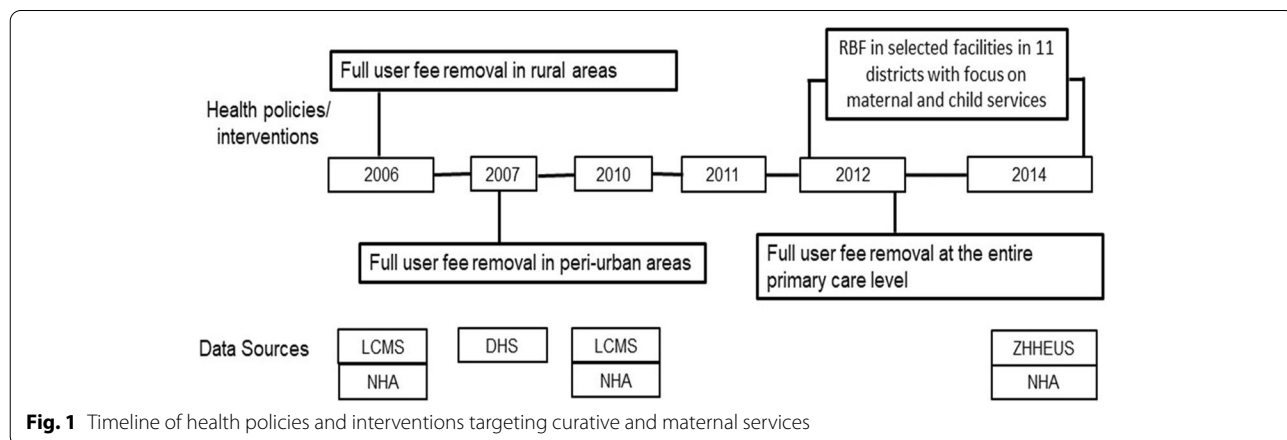 RBF in selected facilities in 11
districts with focus on
maternal and child services
Full user fee removal in rural areas
Health policies/
interventions
2006
2007
2010
2011
2012
2014
Full user fee removal in peri-urban areas
Full user fee removal at the entire
primary care level
Data Sources
LCMS
DHS
LCMS
ZHHEUS
NHA
NHA
NHA
Fig. 1 Timeline of health policies and interventions targeting curative and maternal services